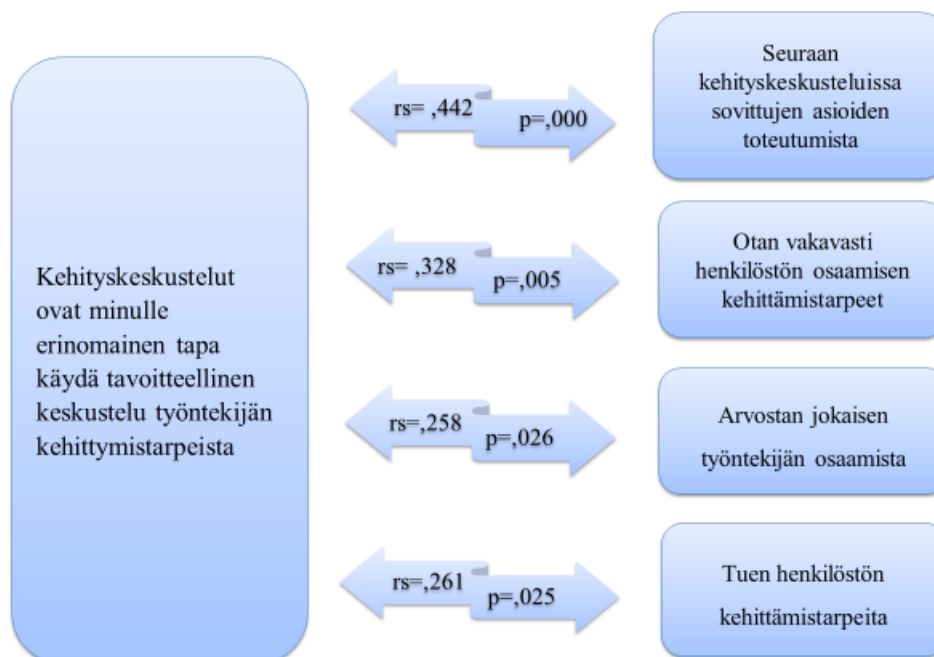 Kehityskeskustelut
ovat minulle
erinomainen tapa
käydä tavoitteellinen
keskustelu työntekijän
kehittymistarpeista
rs= ,442
p=,000
Seuraan
kehityskeskusteluissa
sovittujen asioiden
toteutumista
rs= ,328
p=,005
Otan vakavasti
henkilöstön osaamisen
kehittämistarpeet
rs=,258
p=,026
Arvostan jokaisen
työntekijän osaamista
rs=,261
p=,025
Tuen henkilöstön
kehittämistarpeita